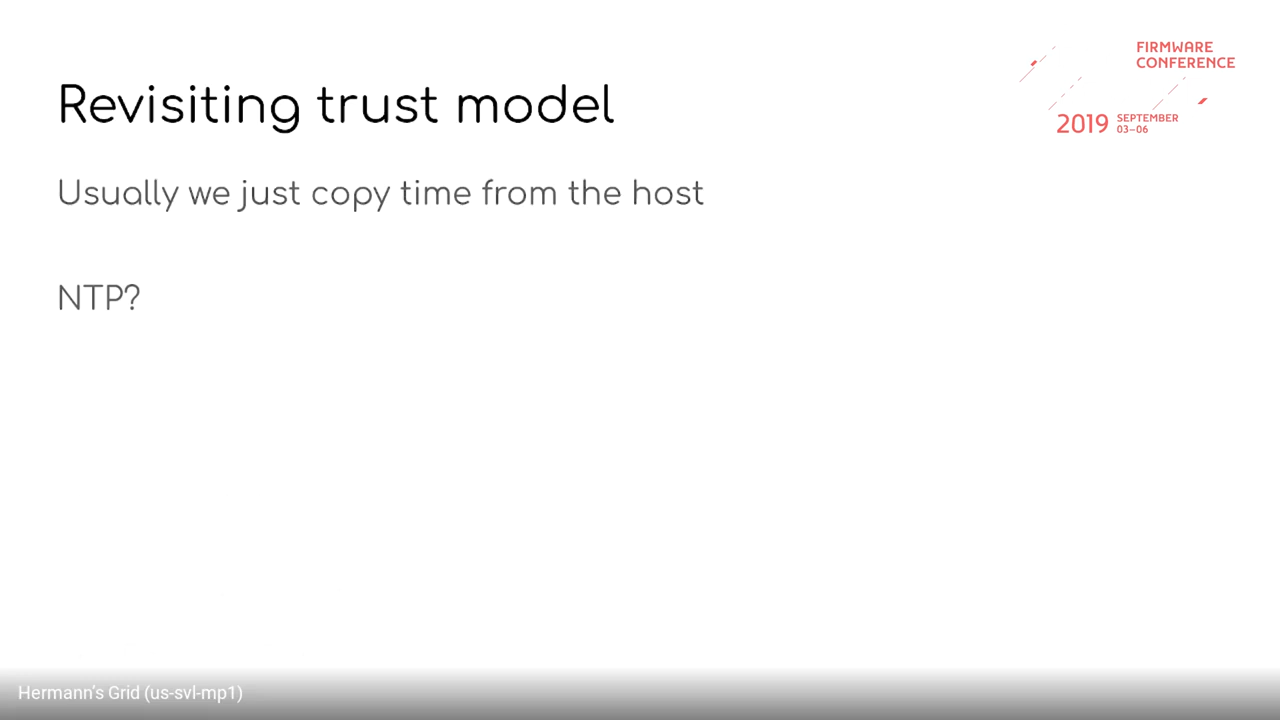 FIRMWARE
CONFERENCE
Revisiting trust model
2019 SEPTEMBER
03–06
Usually we just copy time from the host
NTP?
Hermann's Grid (us-svl-mp1)